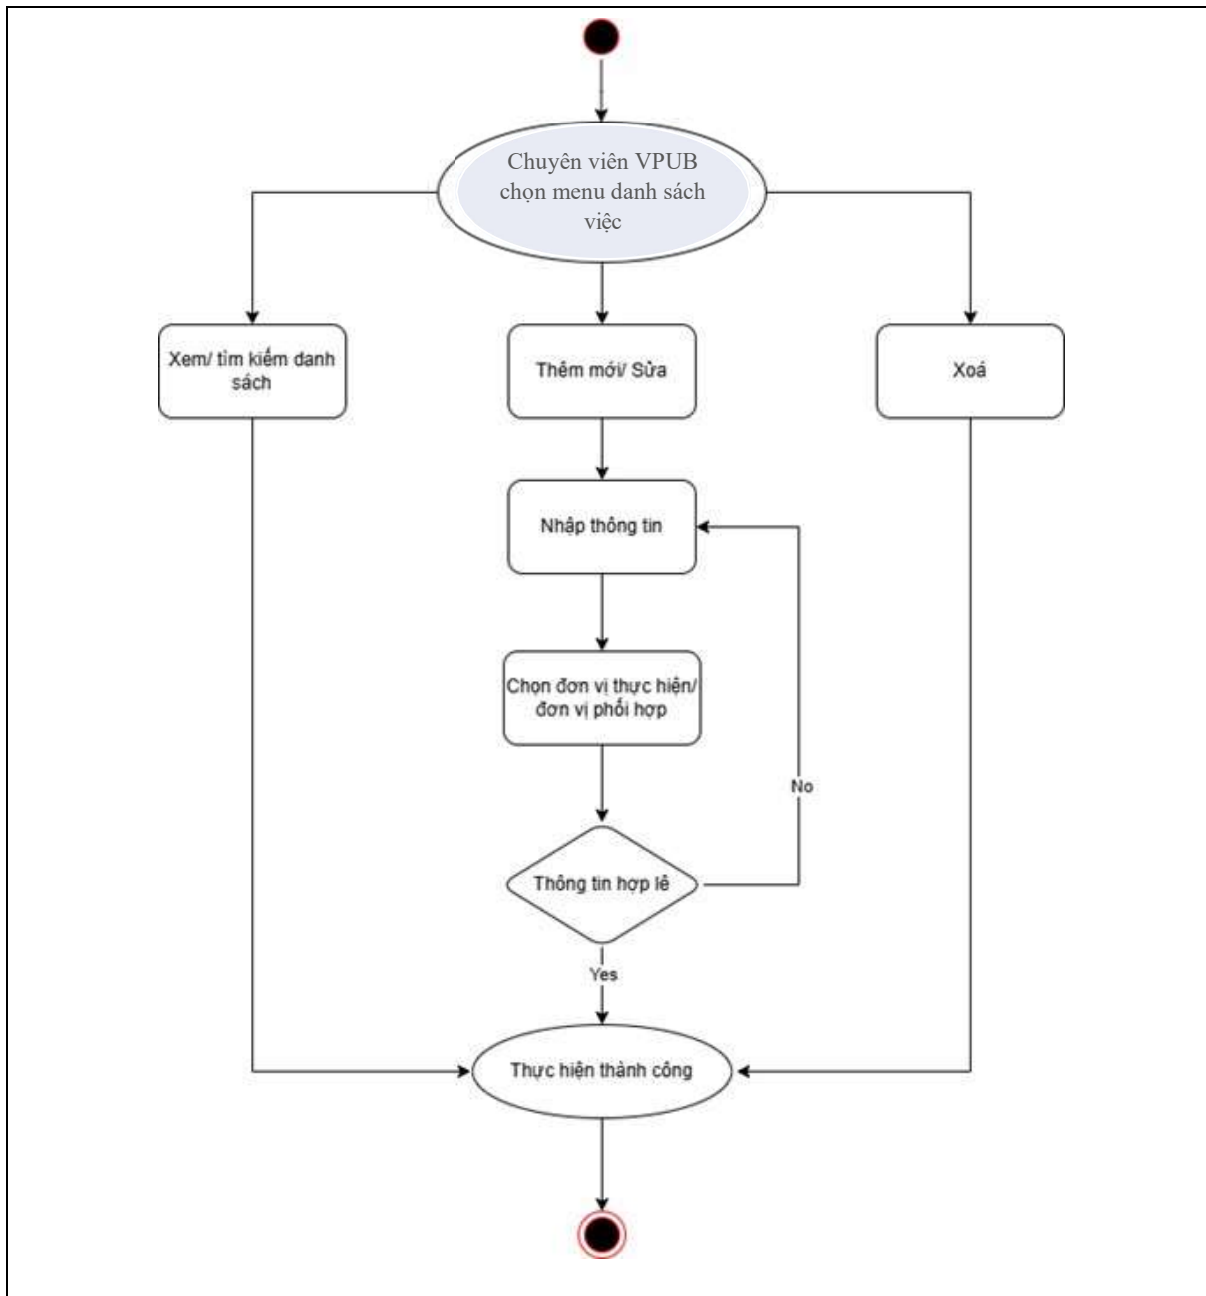 Chuyên viên VPUB
chọn menu danh sách
việc
Xem/ tìm kiếm danh
sách
Thêm mới/ Sửa
Xoá
Nhập thông tin
Chọn đơn vị thực hiện/
đơn vị phối hợp
No
Thông tin hợp lê
Yes
Thực hiện thành công